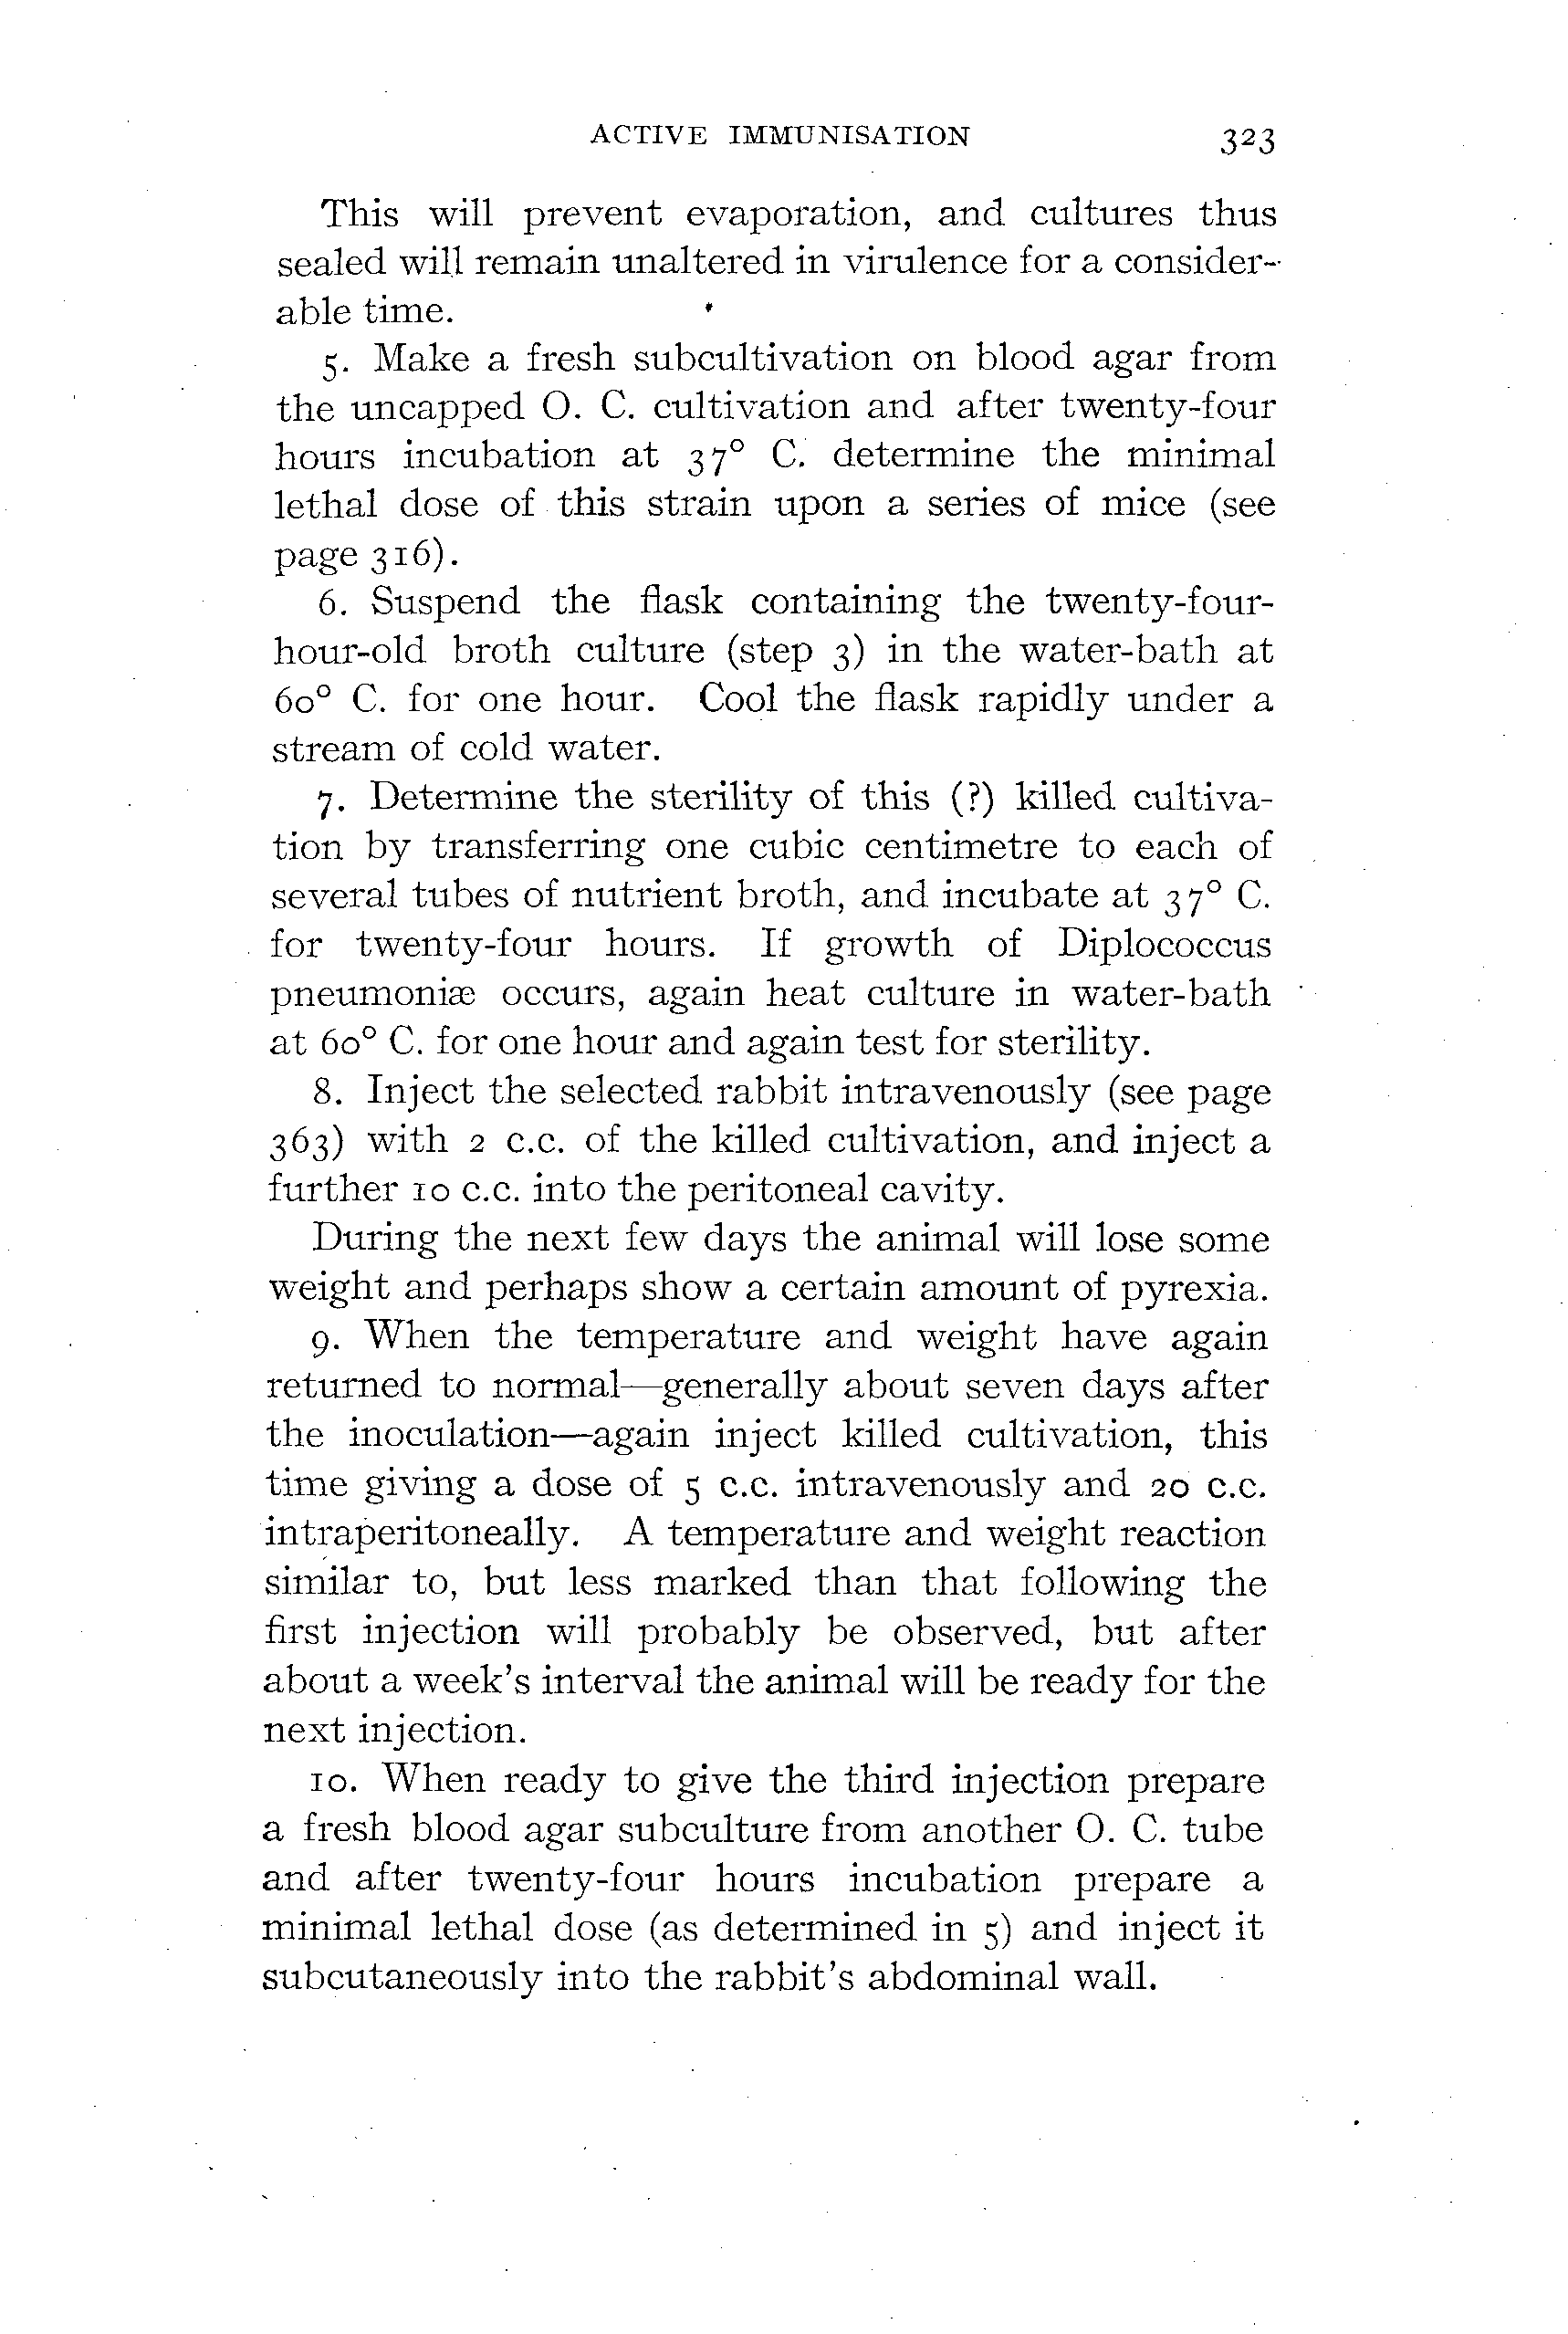 ACTIVE IMMUNISATION 323
This will prevent evaporation, and cultures thus
sealed will remain unaltered in virulence for a consider-
able time.
5. Make a fresh subcultivation on blood agar from
the uncapped O. C. cultivation and after twenty-four
hours incubation at 37° C. determine the minimal
lethal dose of this strain upon a series of mice (see
page 316).
6. Suspend the flask containing the twenty-four-
hour-old broth culture (step 3) in the water-bath at
60° C. for one hour. Cool the flask rapidly under a
stream of cold water.
7. Determine the sterility of this (?) killed cultiva-
tion by transferring one cubic centimetre to each of
several tubes of nutrient broth, and incubate at 37° C.
for twenty-four hours. If growth of Diplococcus
pneumoniæ occurs, again heat culture in water-bath
at 60° C. for one hour and again test for sterility.
8. Inject the selected rabbit intravenously (see page
363) with 2 c.c. of the killed cultivation, and inject a
further 10 c.c. into the peritoneal cavity.
During the next few days the animal will lose some
weight and perhaps show a certain amount of pyrexia.
9. When the temperature and weight have again
returned to normal—generally about seven days after
the inoculation—again inject killed cultivation, this
time giving a dose of 5 c.c. intravenously and 20 c.c.
intraperitoneally. A temperature and weight reaction
similar to, but less marked than that following the
first injection will probably be observed, but after
about a week's interval the animal will be ready for the
next injection.
10. When ready to give the third injection prepare
a fresh blood agar subculture from another O. C. tube
and after twenty-four hours incubation prepare a
minimal lethal dose (as determined in 5) and inject it
subcutaneously into the rabbit's abdominal wall.